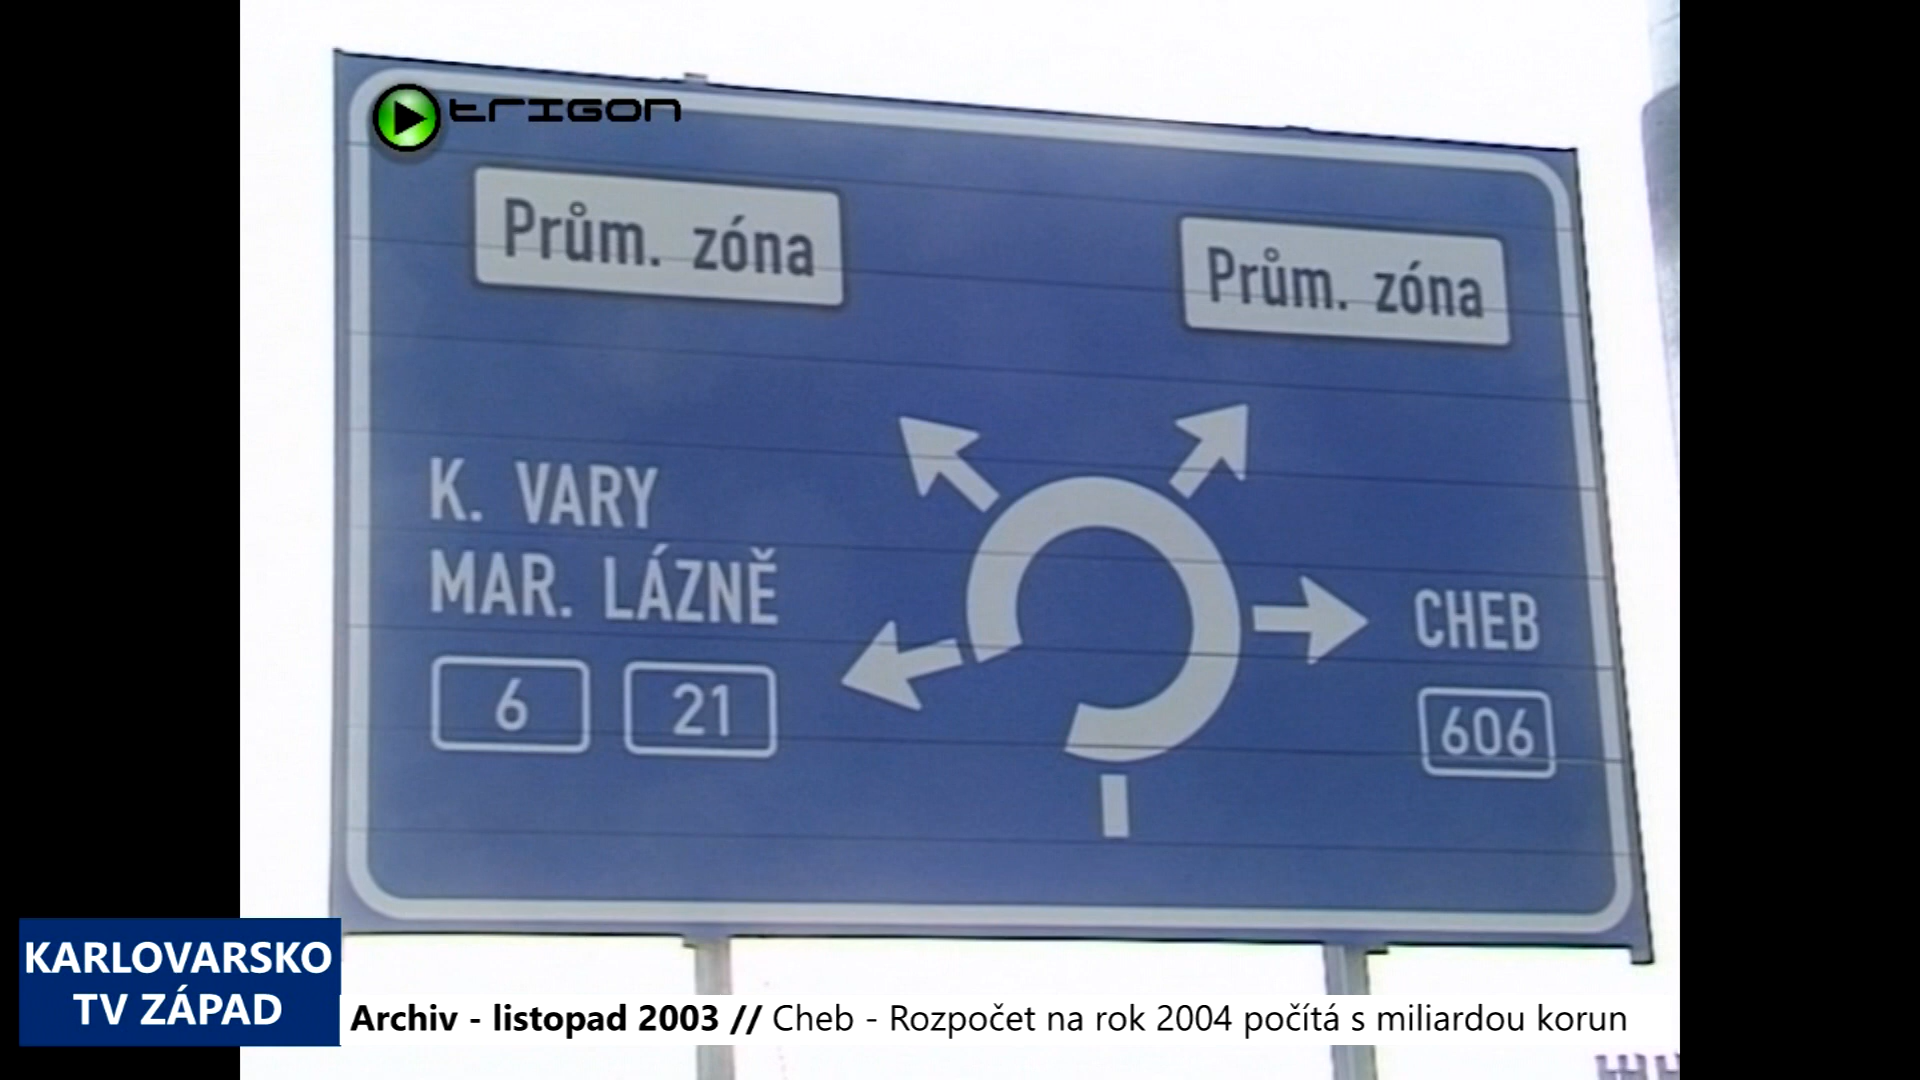 trigon
Prům. zóna
Prům. zóna
K. VARY
MAR. LÁZNĚ
6 21
CHEB
606
KARLOVARSKO
TV ZÁPAD
Archiv - listopad 2003 // Cheb - Rozpočet na rok 2004 počítá s miliardou korun